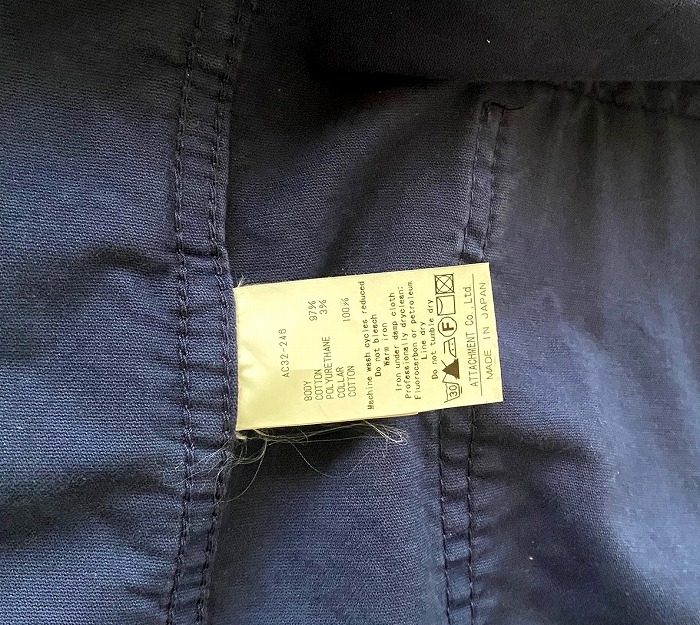 AC32-246
BODY
COTTON 97%
POLYURETHANE 3%
COLLAR
COTTON 100%
Machine wash cycles reduced
Do not bleach
Warm iron
Iron under damp cloth
Professionally dryclean:
Fluorocarbon or petroleum
Line dry
Do not tumble dry
30 F
ATTACHMENT Co., Ltd.
MADE IN JAPAN